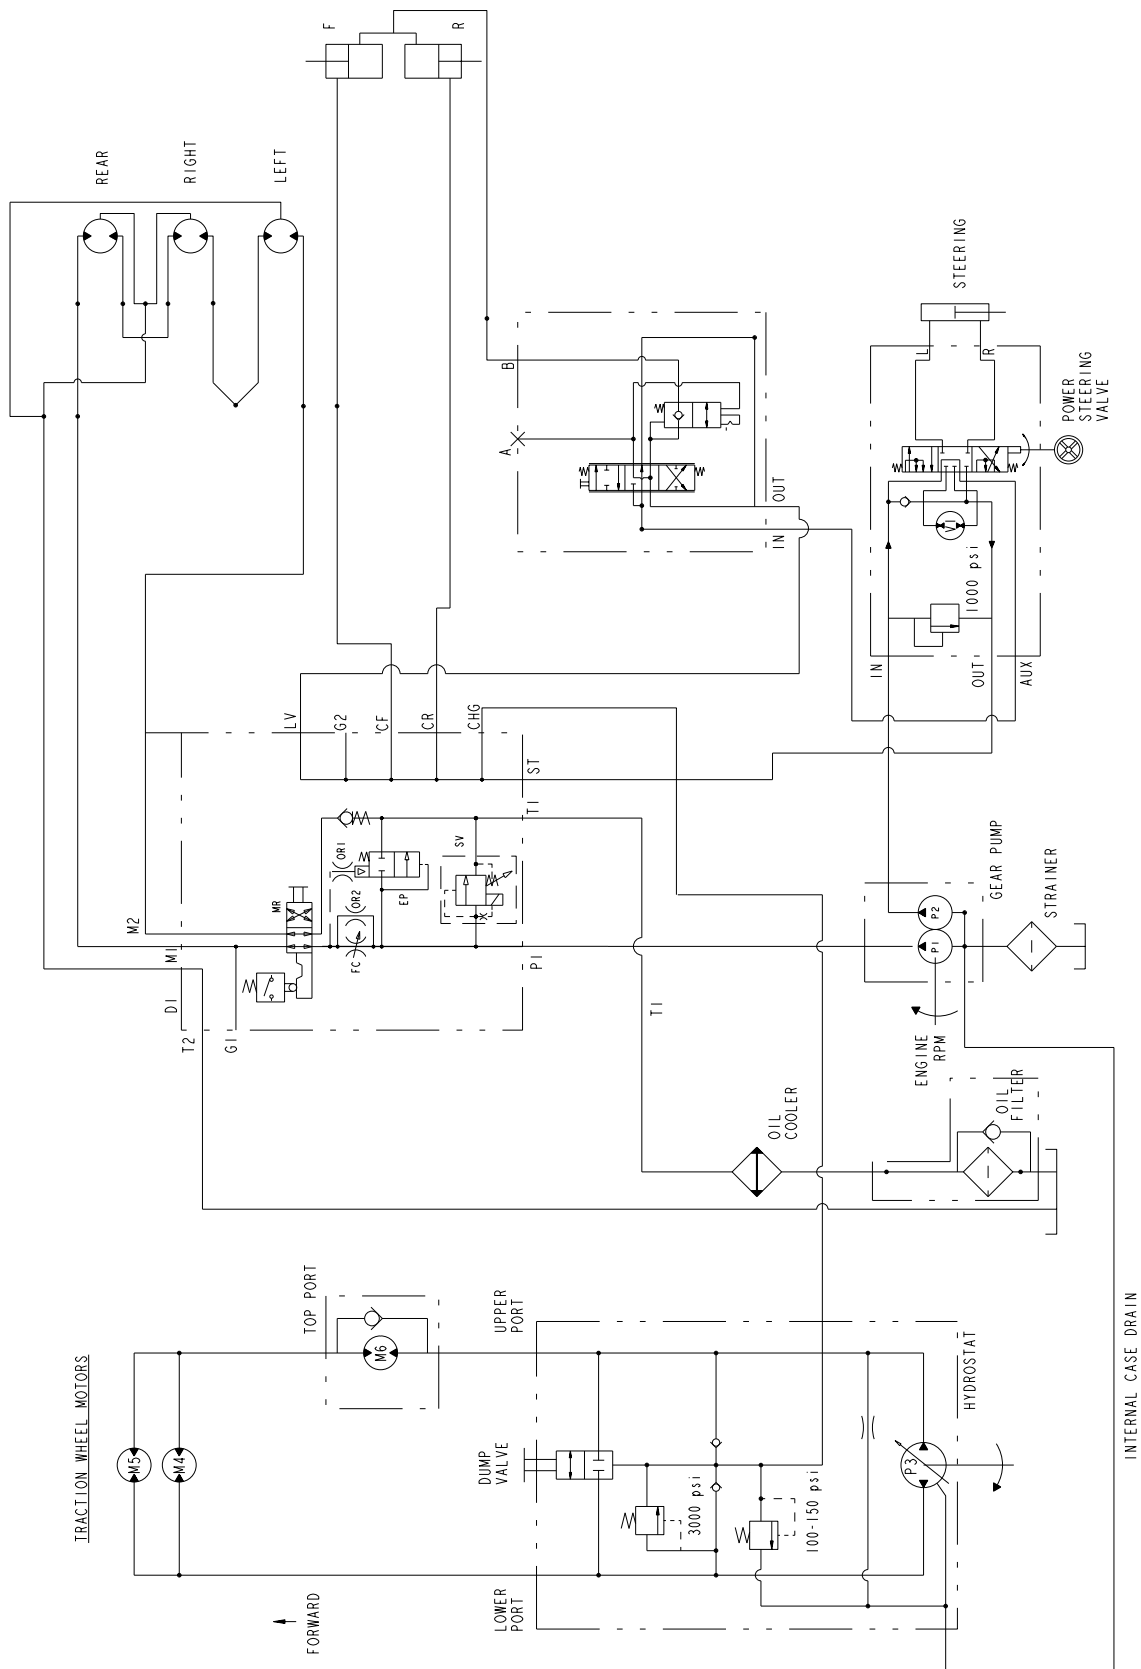 F
R
REAR
RIGHT
LEFT
STEERING
B
A
L
R
POWER
STEERING
VALVE
OUT
IN
V1
1000 psi
IN
OUT
AUX
LV
G2
CF
CR
CHG
ST
T1
OR1
SV
MR
OR2
EP
FC
M2
M1
P1
D1
T2
G1
T1
GEAR PUMP
STRAINER
P2
P1
ENGINE
RPM
OIL
COOLER
OIL
FILTER
TOP PORT
M6
UPPER
PORT
HYDROSTAT
TRACTION WHEEL MOTORS
M5
M4
DUMP
VALVE
3000 psi
100-150 psi
P3
LOWER
PORT
FORWARD
INTERNAL CASE DRAIN